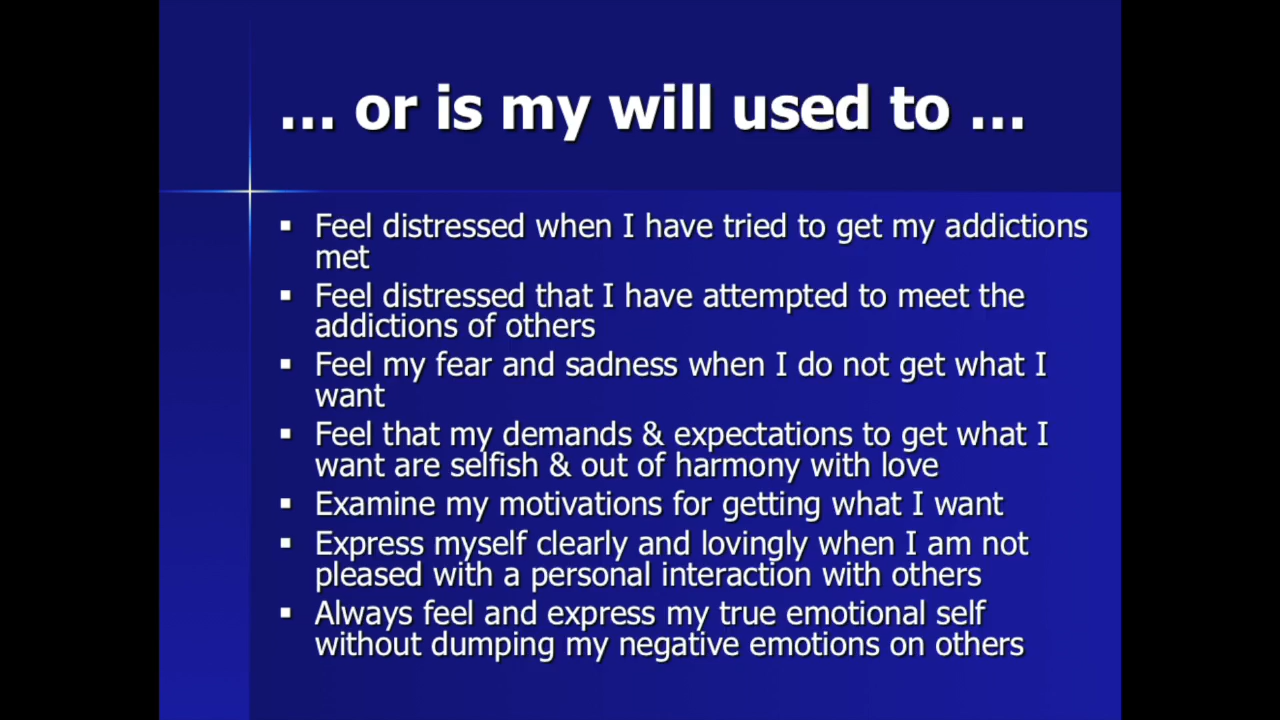 ... or is my will used to ...
▪ Feel distressed when I have tried to get my addictions
met
▪ Feel distressed that I have attempted to meet the
addictions of others
▪ Feel my fear and sadness when I do not get what I
want
▪ Feel that my demands & expectations to get what I
want are selfish & out of harmony with love
▪ Examine my motivations for getting what I want
▪ Express myself clearly and lovingly when I am not
pleased with a personal interaction with others
▪ Always feel and express my true emotional self
without dumping my negative emotions on others